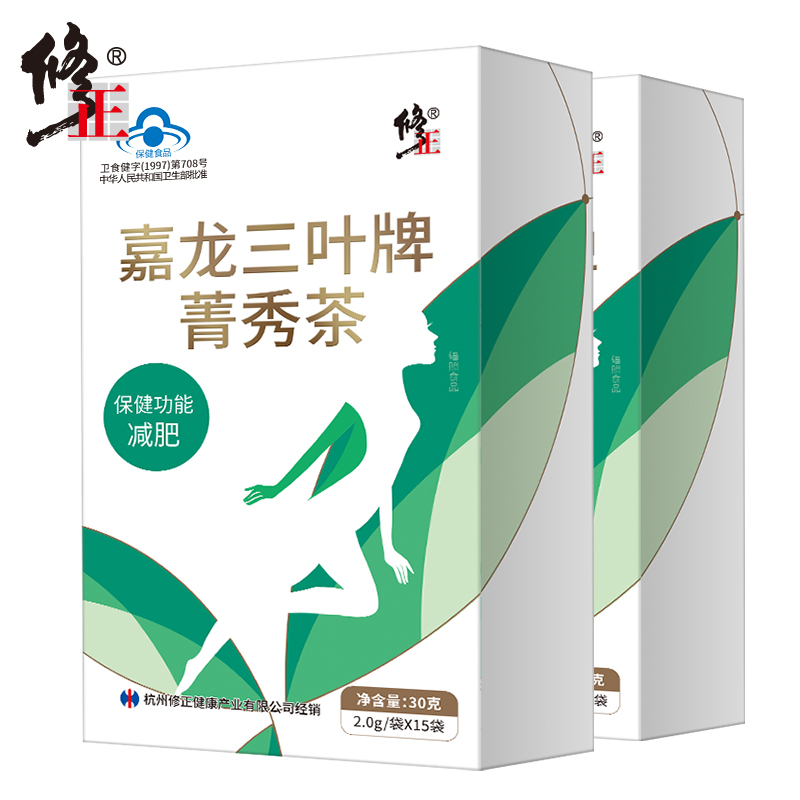 修正®
保健食品
卫食健字(1997)第708号
中华人民共和国卫生部批准
修正®
嘉龙三叶牌
菁秀茶
保健功能
减肥
杭州修正健康产业有限公司经销
净含量:30克
2.0g/袋X15袋
®
正
克
袋